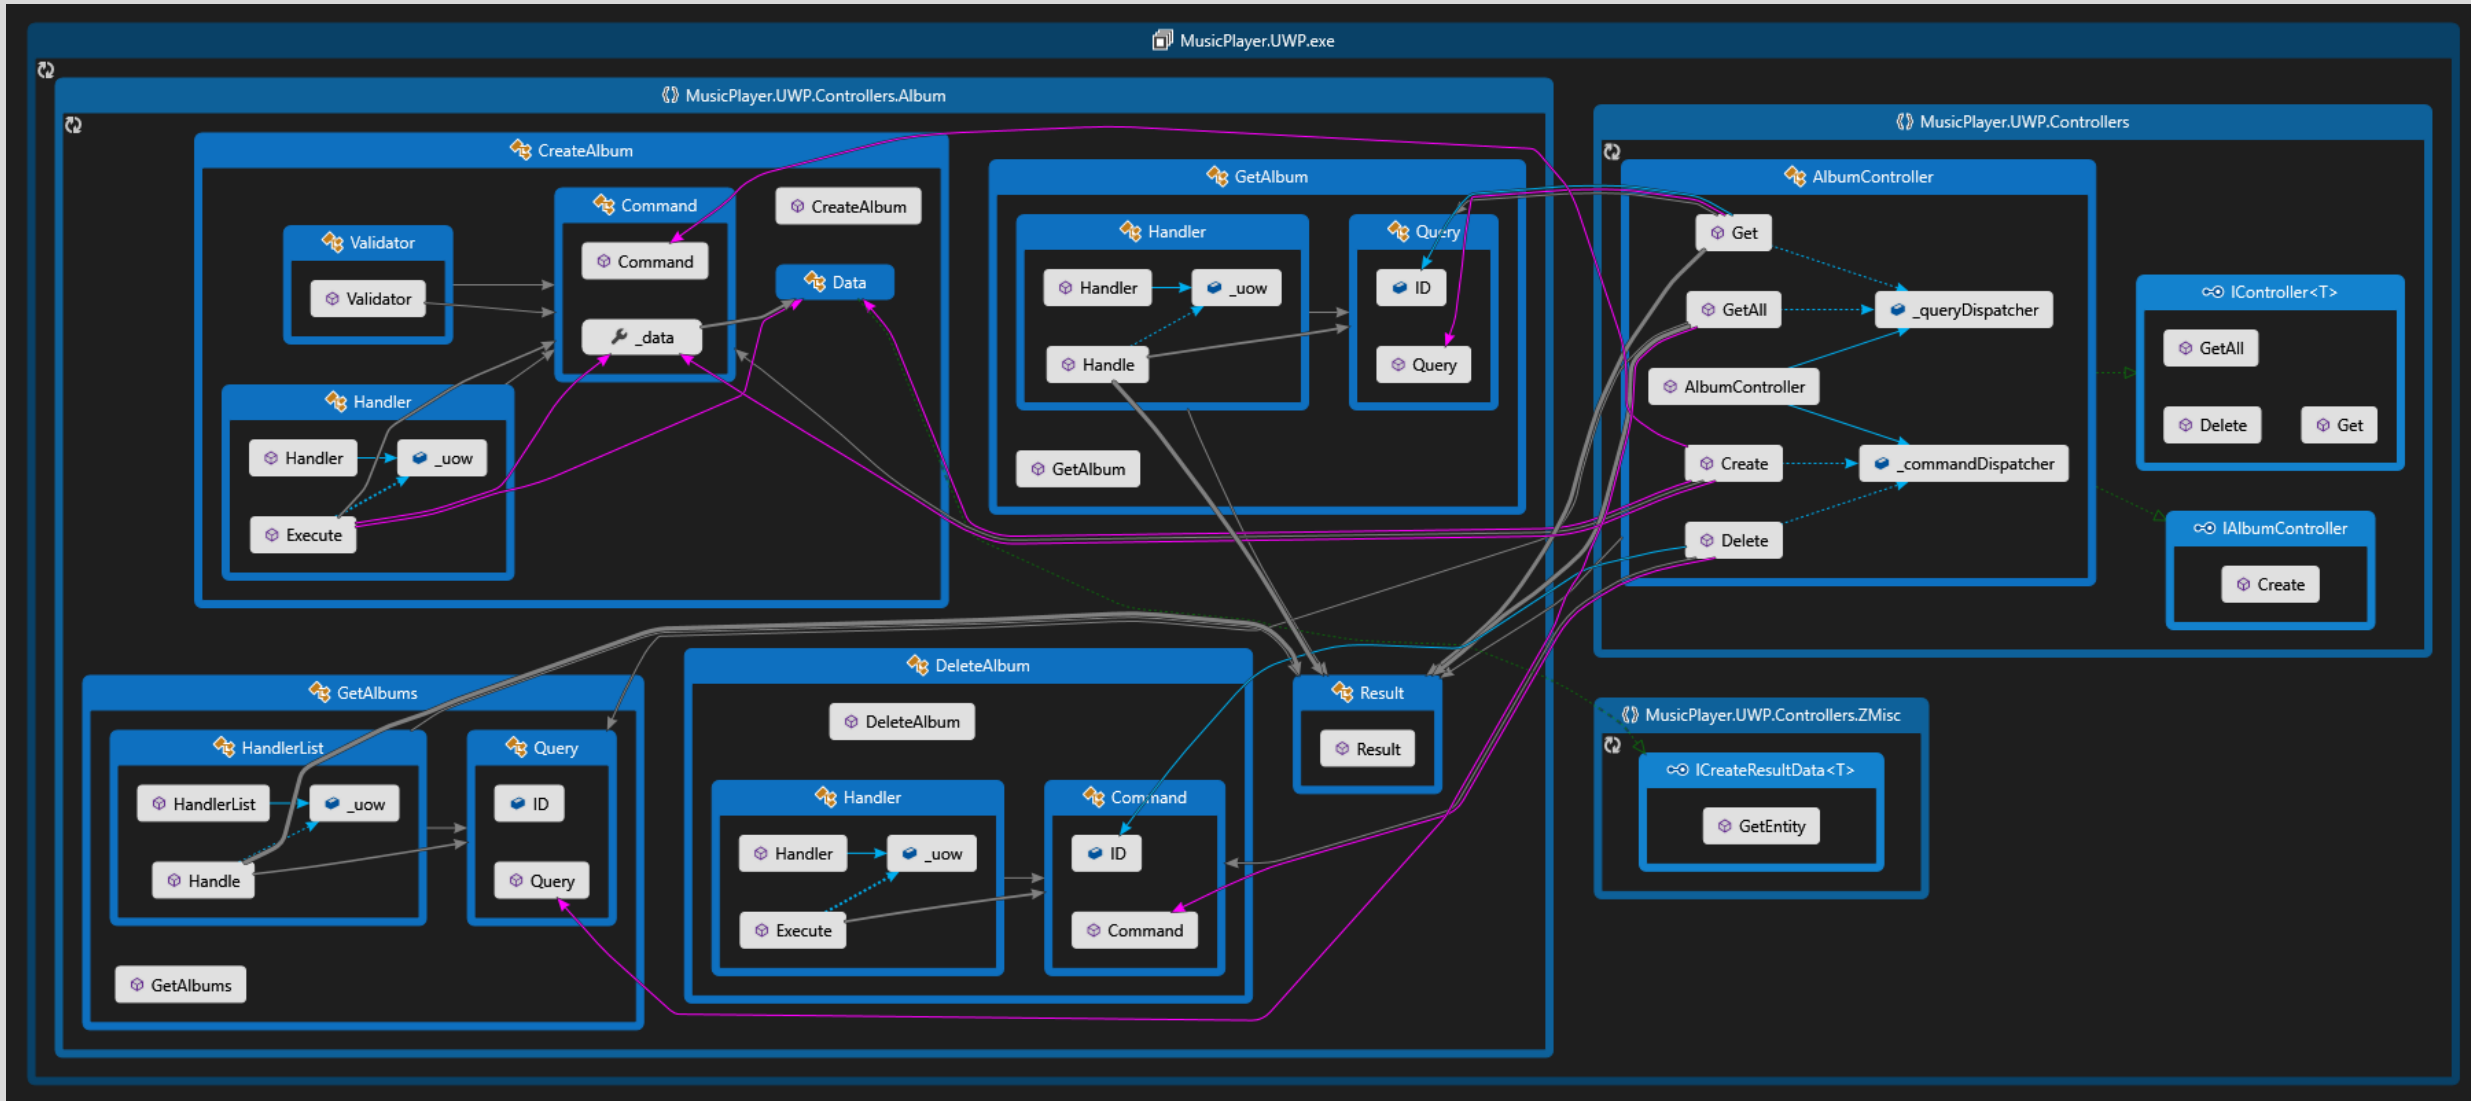 MusicPlayer.UWP.exe
MusicPlayer.UWP.Controllers.Album
CreateAlbum
Validator
Validator
Command
Command
_data
CreateAlbum
Data
Handler
Handler
_uow
Execute
GetAlbum
Handler
Handler
_uow
Handle
Query
ID
Query
GetAlbum
GetAlbums
HandlerList
HandlerList
_uow
Handle
Query
ID
Query
GetAlbums
DeleteAlbum
DeleteAlbum
Handler
Handler
_uow
Execute
Command
ID
Command
Result
Result
MusicPlayer.UWP.Controllers
AlbumController
Get
GetAll
_queryDispatcher
AlbumController
Create
_commandDispatcher
Delete
IController<T>
GetAll
Delete
Get
IAlbumController
Create
MusicPlayer.UWP.Controllers.ZMisc
ICreateResultData<T>
GetEntity